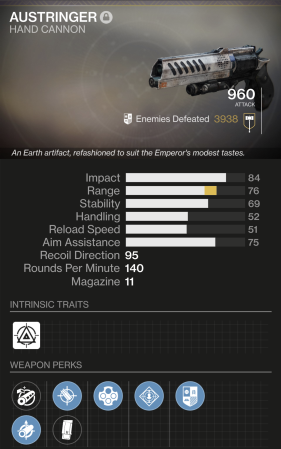 AUSTRINGER
HAND CANNON
960
ATTACK
Enemies Defeated 3938
An Earth artifact, refashioned to suit the Emperor's modest tastes.
Impact 84
Range 76
Stability 69
Handling 52
Reload Speed 51
Aim Assistance 75
Recoil Direction 95
Rounds Per Minute 140
Magazine 11
INTRINSIC TRAITS
WEAPON PERKS